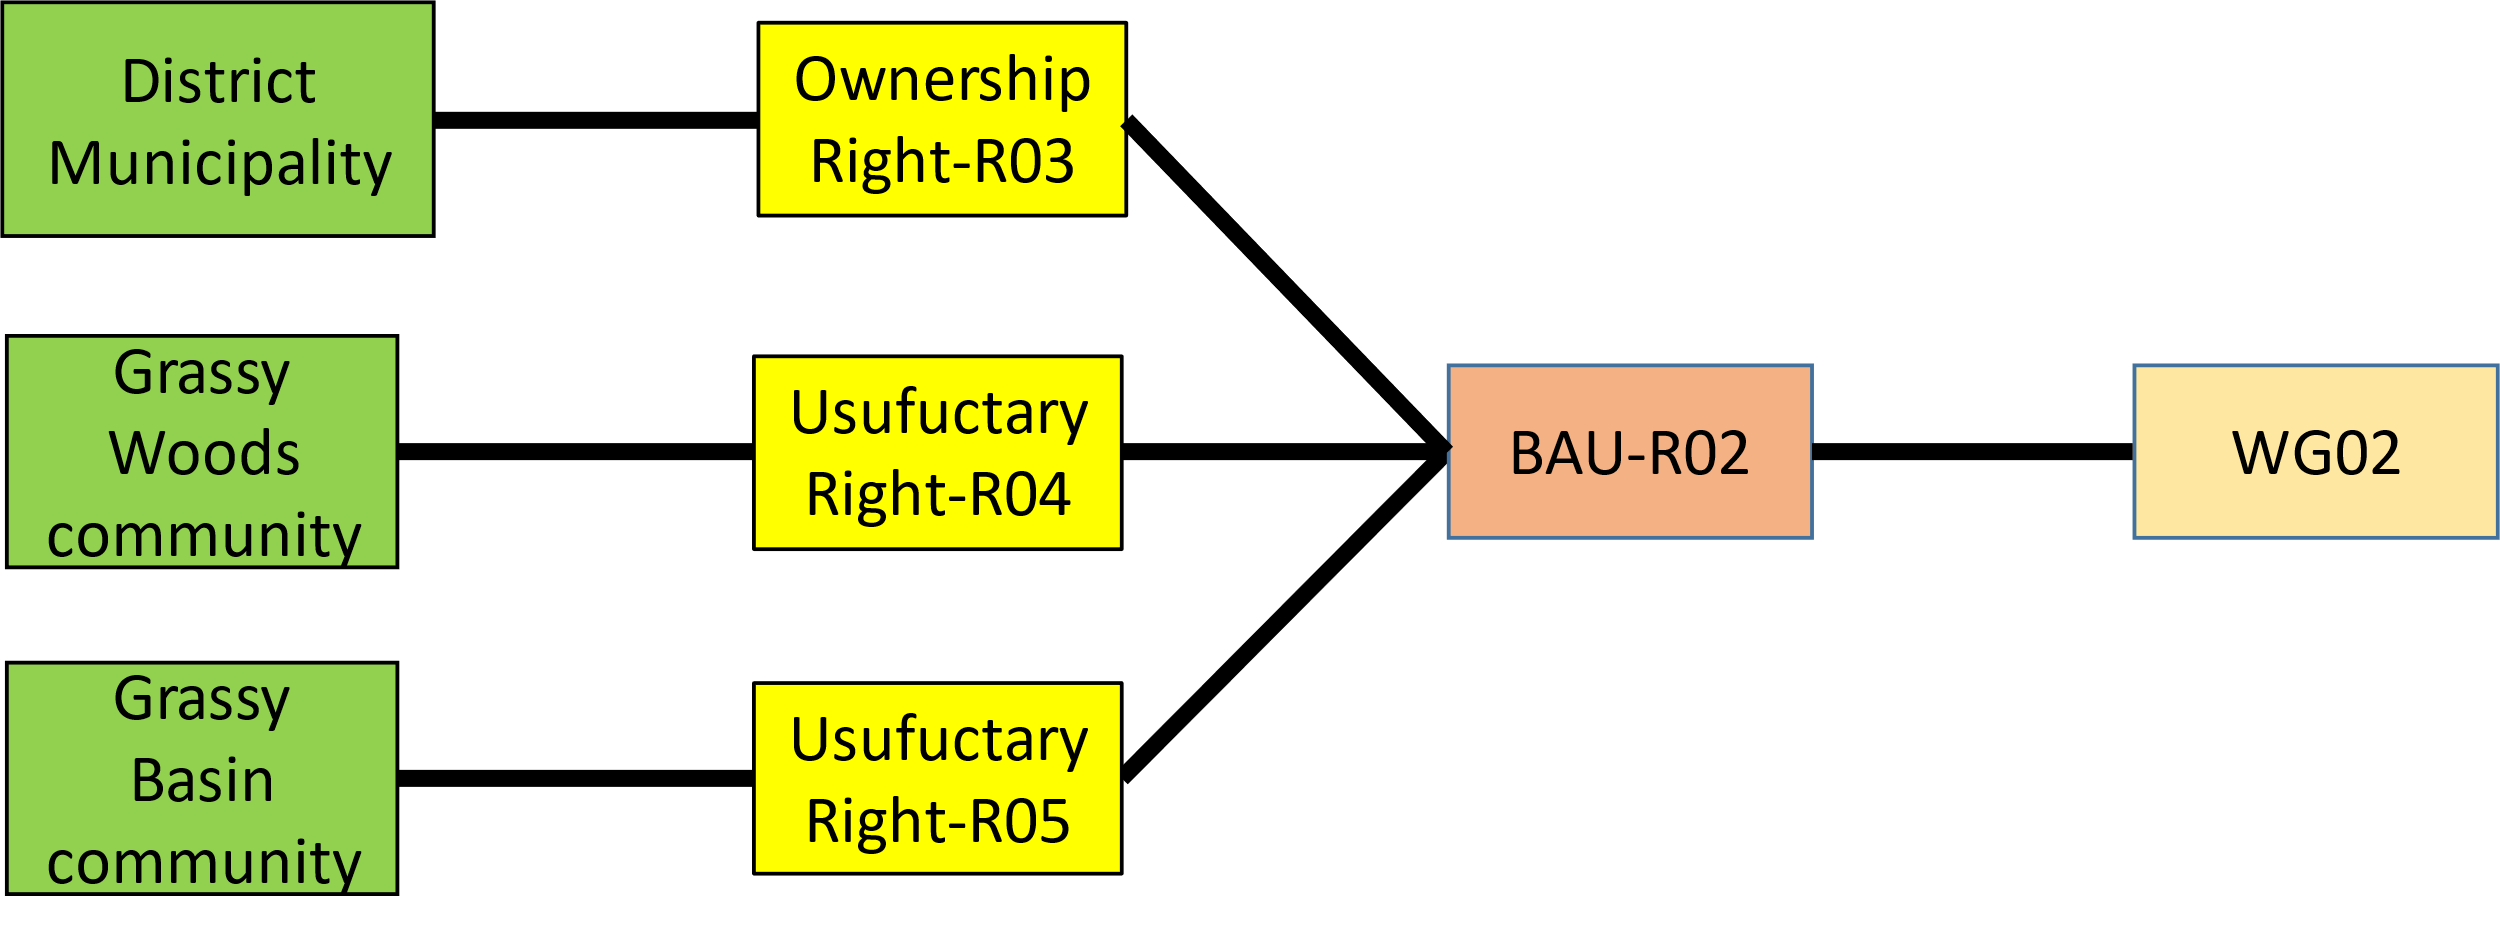 District
Municipality
Ownership
Right-R03
Grassy
Woods
community
Usufuctary
Right-R04
BAU-R02
WG02
Grassy
Basin
community
Usufuctary
Right-R05